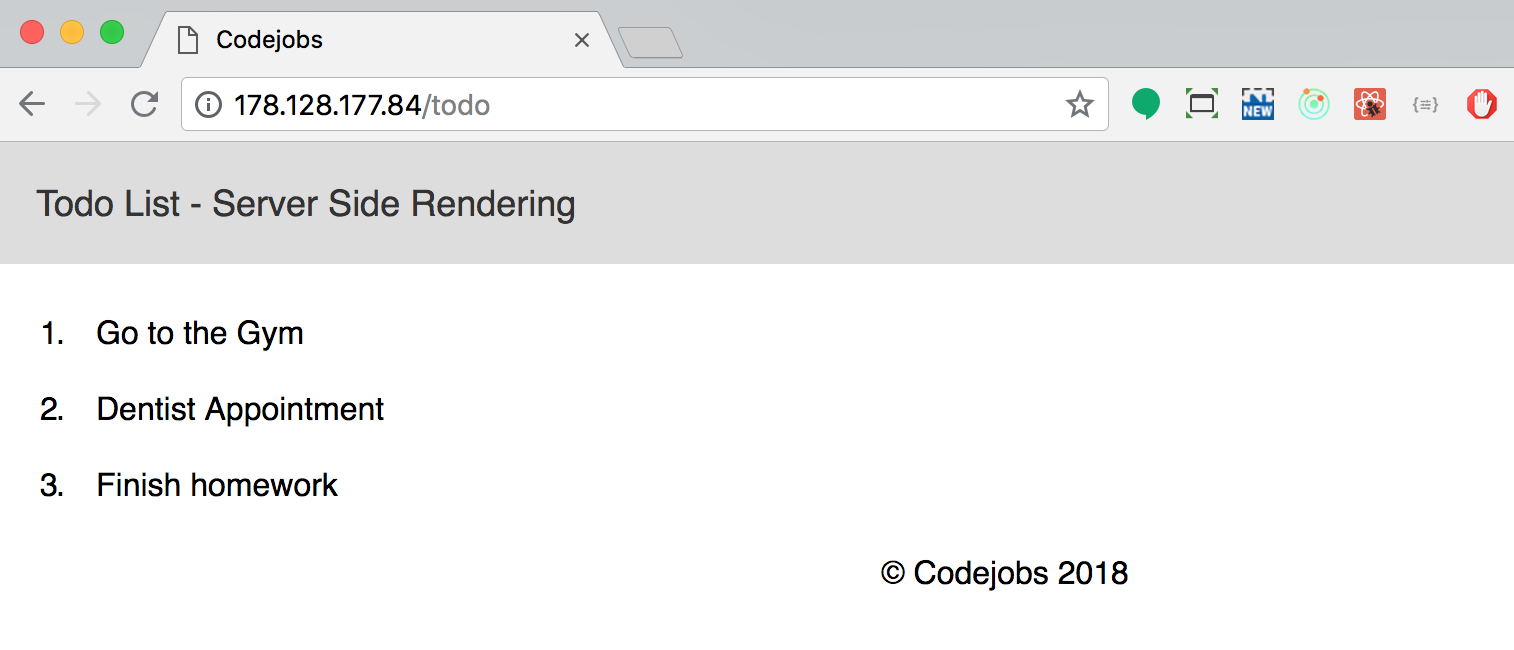 Codejobs
178.128.177.84/todo
NEW
Todo List - Server Side Rendering
1. Go to the Gym
2. Dentist Appointment
3. Finish homework
© Codejobs 2018